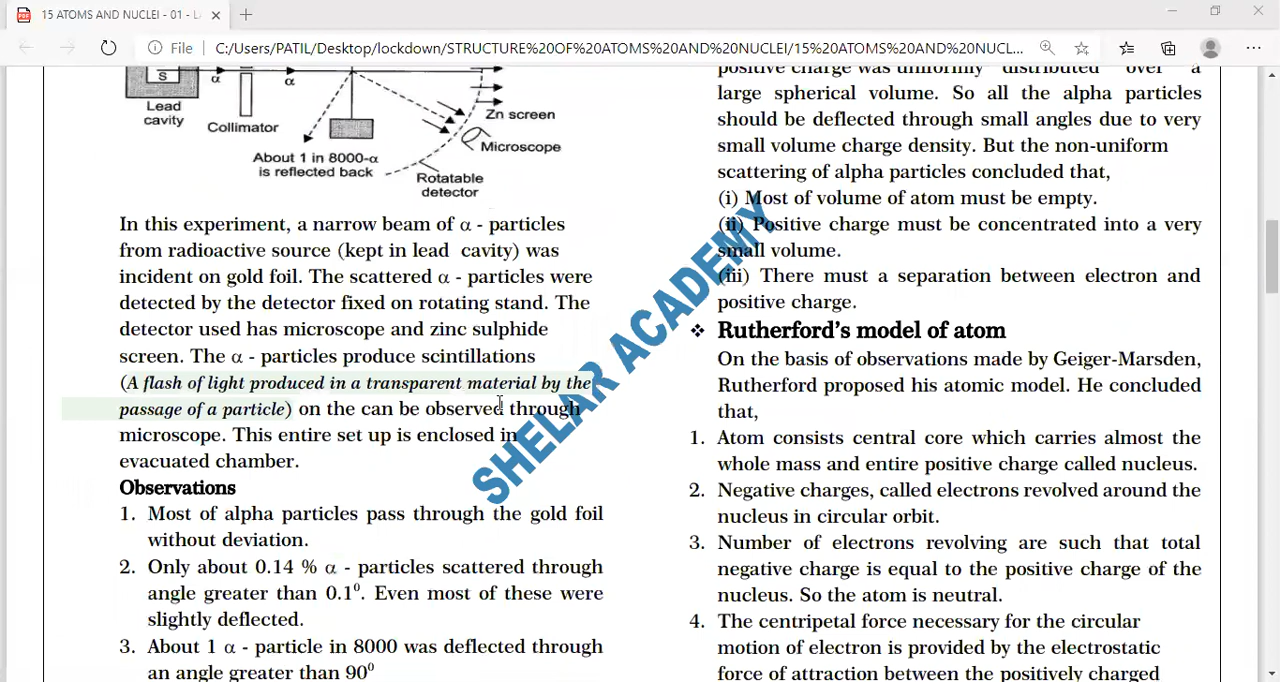 15 ATOMS AND NUCLEI - 01 - LA
File
C:/Users/PATIL/Desktop/lockdown/STRUCTURE%20OF%20ATOMS%20AND%20NUCLEI/15%20ATOMS%20AND%20NUCL...
S
α
α
Lead
cavity
Collimator
Zn screen
Microscope
About 1 in 8000-α
is reflected back
Rotatable
detector
In this experiment, a narrow beam of α - particles
from radioactive source (kept in lead cavity) was
incident on gold foil. The scattered α - particles were
detected by the detector fixed on rotating stand. The
detector used has microscope and zinc sulphide
screen. The α - particles produce scintillations
(A flash of light produced in a transparent material by the
passage of a particle) on the can be observed through
microscope. This entire set up is enclosed in
evacuated chamber.
Observations
1. Most of alpha particles pass through the gold foil
without deviation.
2. Only about 0.14 % α - particles scattered through
angle greater than 0.1⁰. Even most of these were
slightly deflected.
3. About 1 α - particle in 8000 was deflected through
an angle greater than 90⁰
positive charge was uniformly distributed over a
large spherical volume. So all the alpha particles
should be deflected through small angles due to very
small volume charge density. But the non-uniform
scattering of alpha particles concluded that,
(i) Most of volume of atom must be empty.
(ii) Positive charge must be concentrated into a very
small volume.
(iii) There must a separation between electron and
positive charge.
❖ Rutherford's model of atom
On the basis of observations made by Geiger-Marsden,
Rutherford proposed his atomic model. He concluded
that,
1. Atom consists central core which carries almost the
whole mass and entire positive charge called nucleus.
2. Negative charges, called electrons revolved around the
nucleus in circular orbit.
3. Number of electrons revolving are such that total
negative charge is equal to the positive charge of the
nucleus. So the atom is neutral.
4. The centripetal force necessary for the circular
motion of electron is provided by the electrostatic
force of attraction between the positively charged
SHELAR ACADEMY